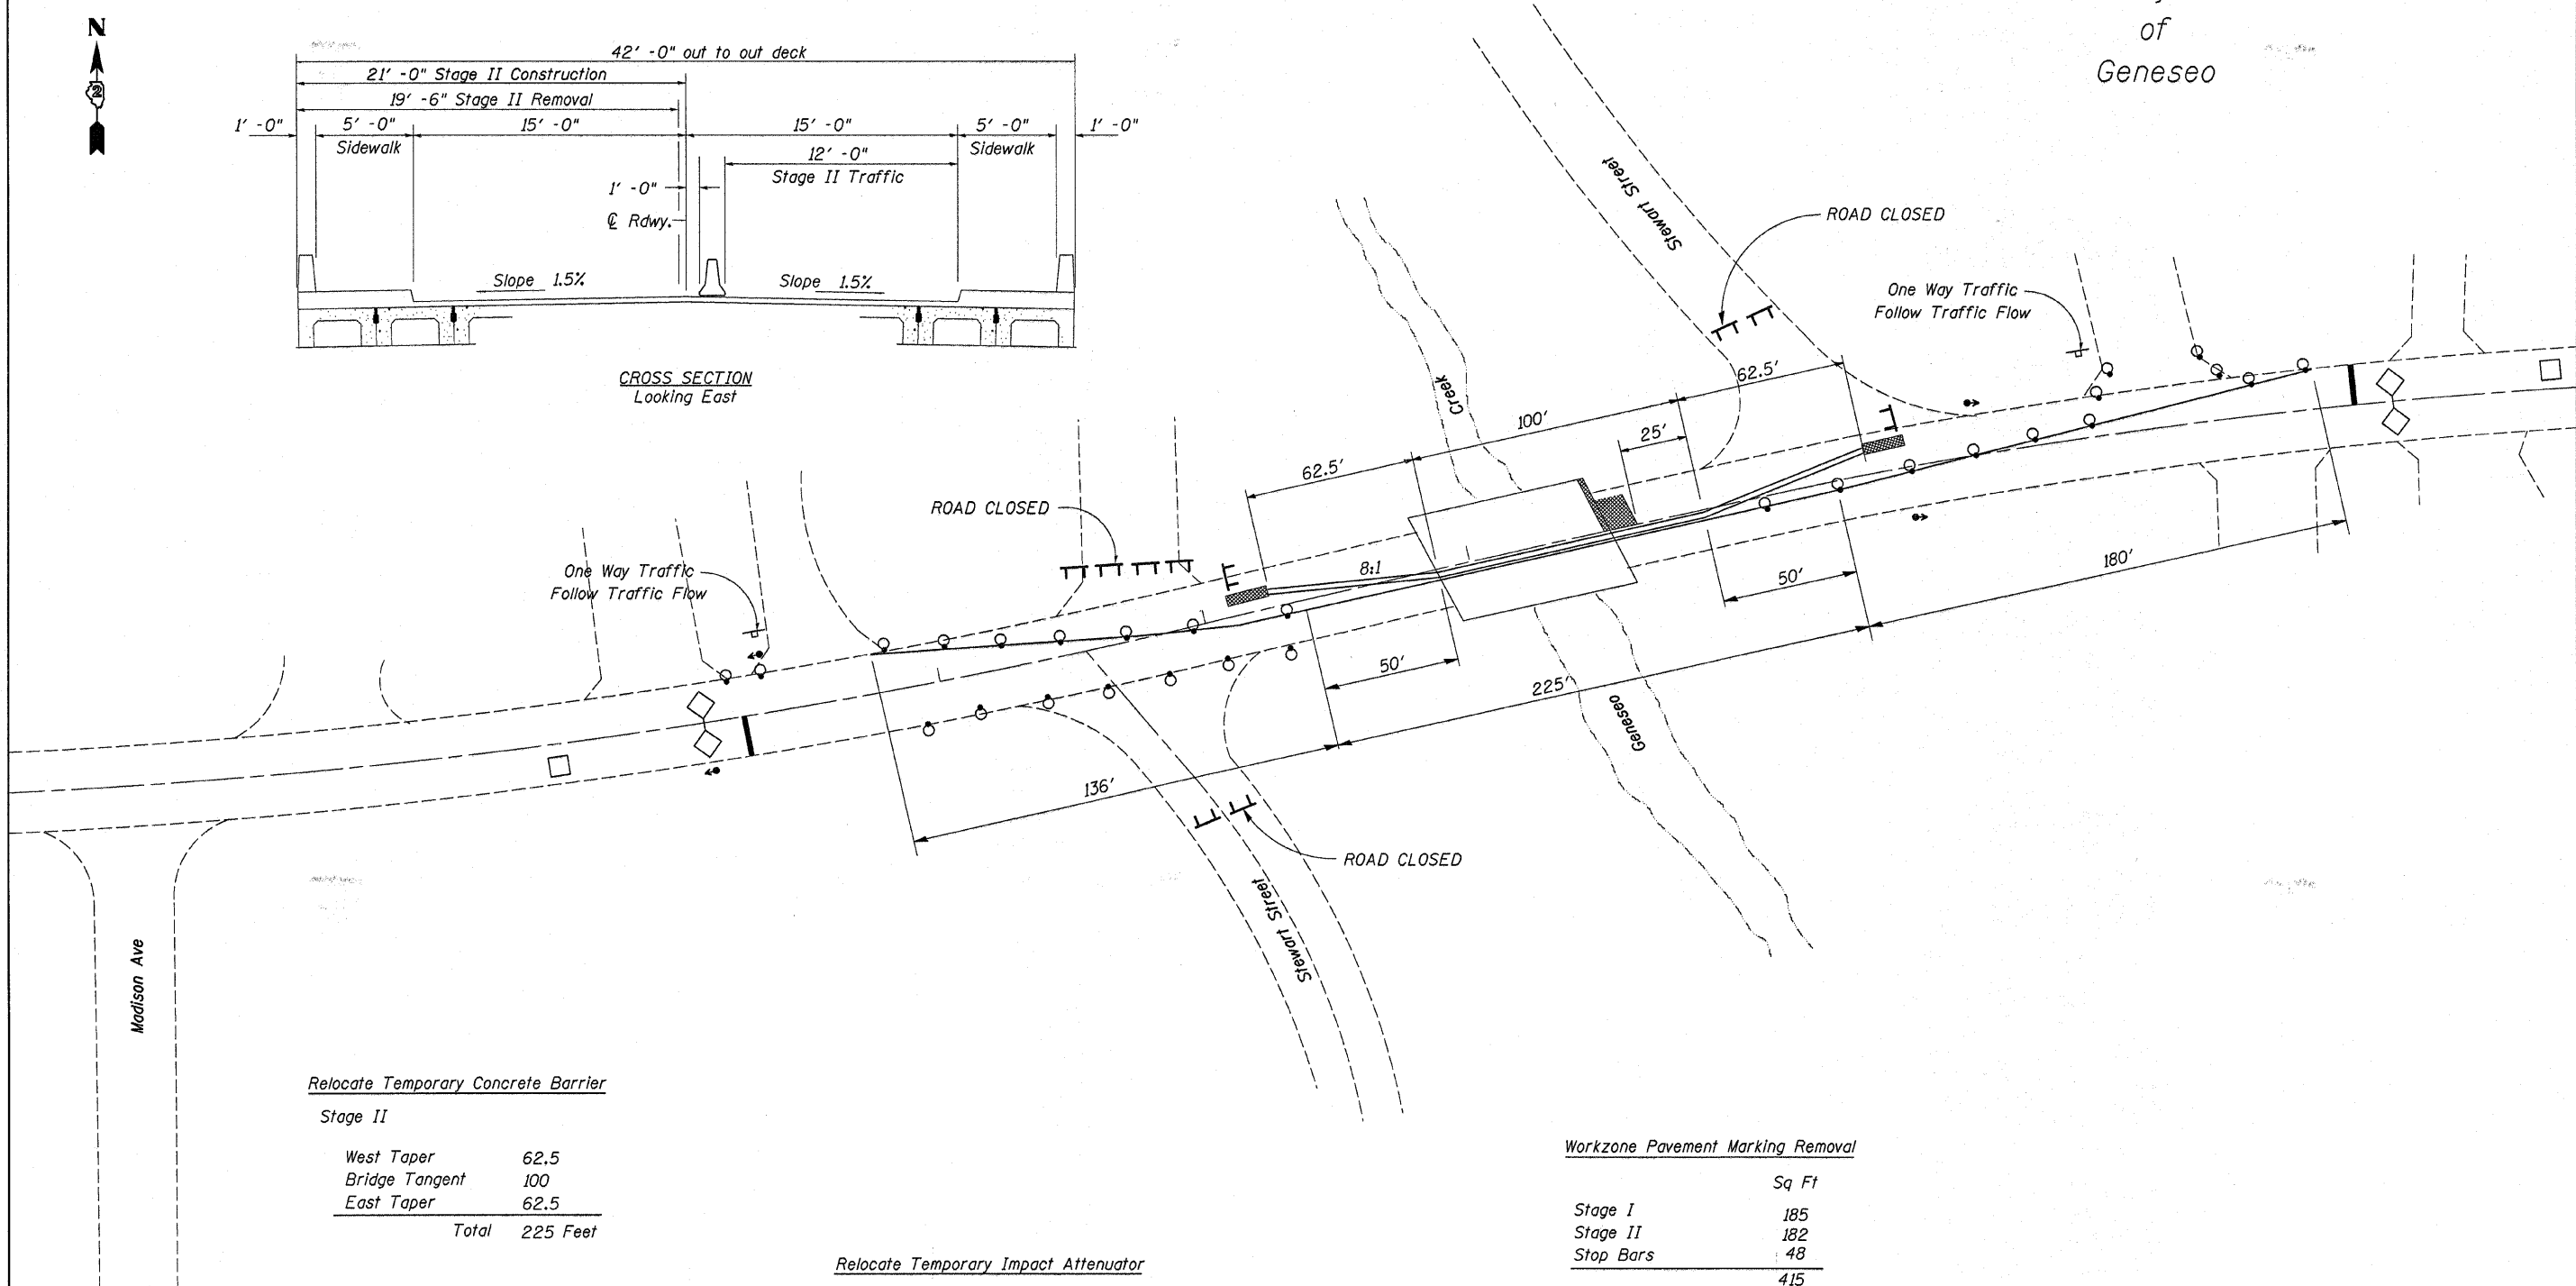 N
2
of
Geneseo
42' -0" out to out deck
21' -0" Stage II Construction
19' -6" Stage II Removal
1' -0" 5' -0" 15' -0" 15' -0" 5' -0" 1' -0"
Sidewalk Sidewalk
12' -0"
Stage II Traffic
1' -0"
℄ Rdwy.
Slope 1.5% Slope 1.5%
CROSS SECTION
Looking East
Stewart Street
ROAD CLOSED
One Way Traffic
Follow Traffic Flow
Creek
62.5'
100'
25'
62.5'
ROAD CLOSED
One Way Traffic
Follow Traffic Flow
8:1
50'
180'
50'
225'
136'
Geneseo
ROAD CLOSED
Stewart Street
Madison Ave
Relocate Temporary Concrete Barrier
Stage II
West Taper 62.5
Bridge Tangent 100
East Taper 62.5
Total 225 Feet
Relocate Temporary Impact Attenuator
Workzone Pavement Marking Removal
Sq Ft
Stage I 185
Stage II 182
Stop Bars 48
415